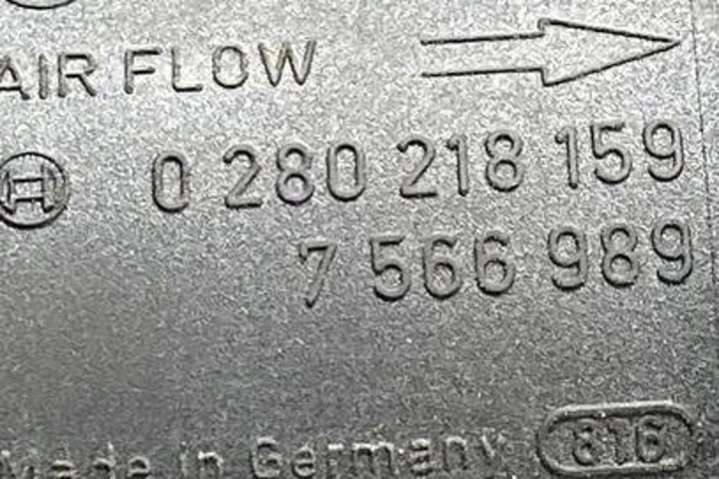 AIR FLOW
0 280 218 159
7 566 989
Made in Germany 816